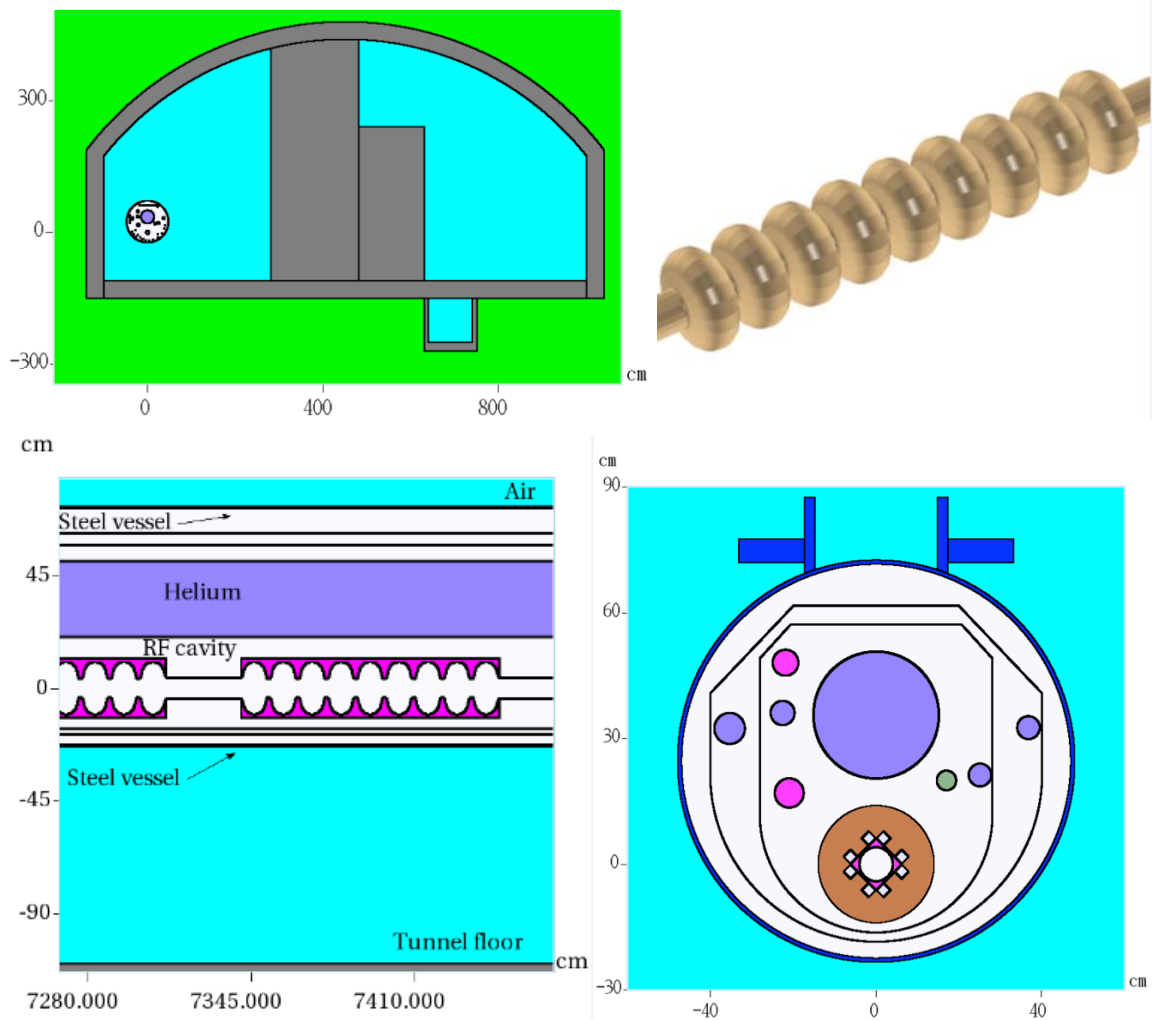 300
0
-300
cm
0
400
800
cm
Air
Steel vessel
45
Helium
RF cavity
0
Steel vessel
-45
-90
Tunnel floor
cm
7280.000
7345.000
7410.000
cm
90
60
30
0
-30
cm
-40
0
40